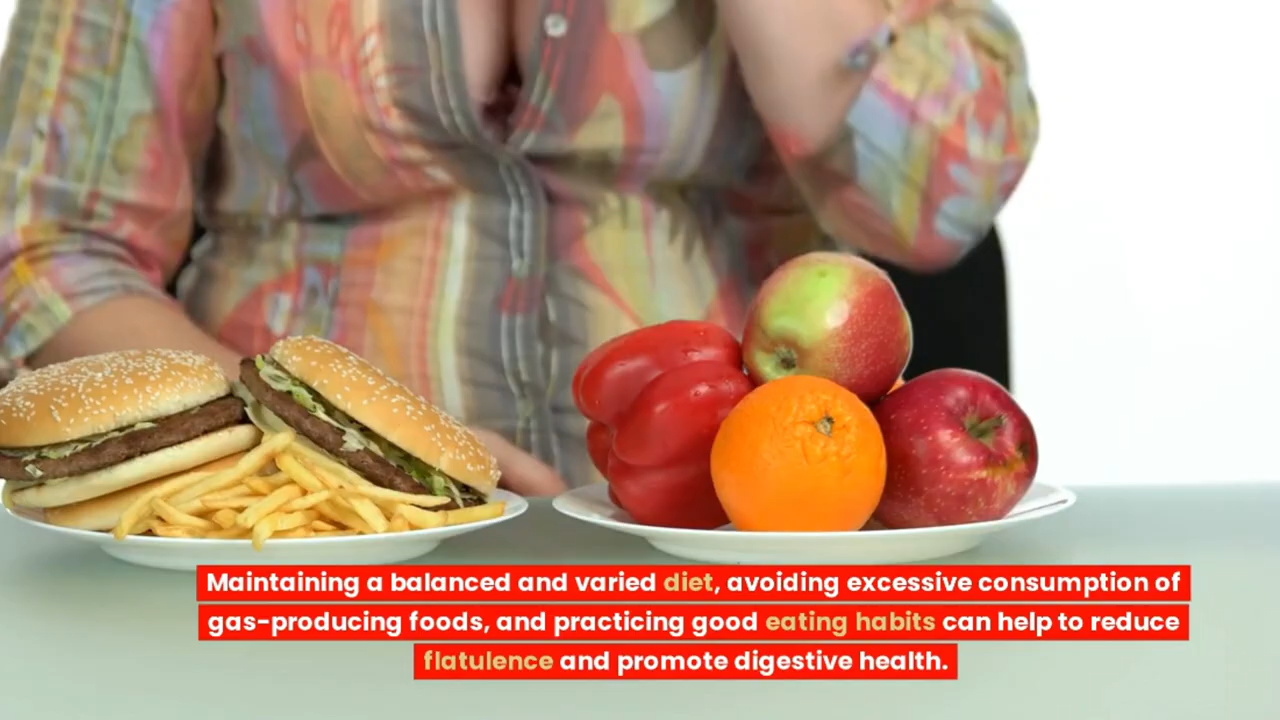 Maintaining a balanced and varied diet, avoiding excessive consumption of
gas-producing foods, and practicing good eating habits can help to reduce
flatulence and promote digestive health.